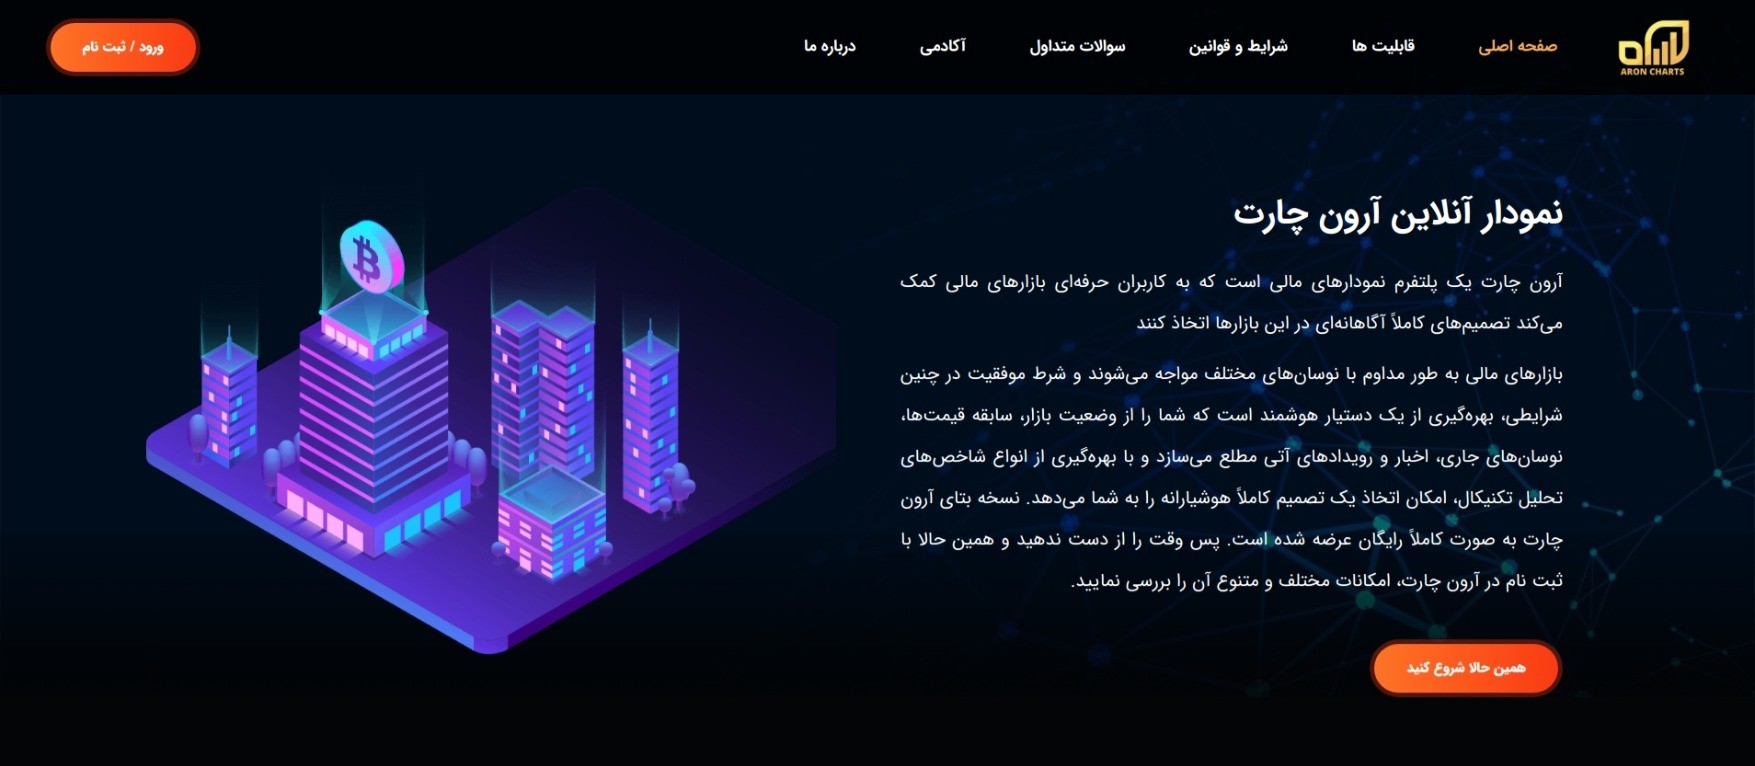 ARON CHARTS
صفحه اصلی
قابلیت ها
شرایط و قوانین
سوالات متداول
آکادمی
درباره ما
ورود / ثبت نام
نمودار آنلاین آرون چارت
آرون چارت یک پلتفرم نمودارهای مالی است که به کاربران حرفه‌ای بازارهای مالی کمک
می‌کند تصمیم‌های کاملاً آگاهانه‌ای در این بازارها اتخاذ کنند
بازارهای مالی به طور مداوم با نوسان‌های مختلف مواجه می‌شوند و شرط موفقیت در چنین
شرایطی، بهره‌گیری از یک دستیار هوشمند است که شما را از وضعیت بازار، سابقه قیمت‌ها،
نوسان‌های جاری، اخبار و رویدادهای آتی مطلع می‌سازد و با بهره‌گیری از انواع شاخص‌های
تحلیل تکنیکال، امکان اتخاذ یک تصمیم کاملاً هوشیارانه را به شما می‌دهد. نسخه بتای آرون
چارت به صورت کاملاً رایگان عرضه شده است. پس وقت را از دست ندهید و همین حالا با
ثبت نام در آرون چارت، امکانات مختلف و متنوع آن را بررسی نمایید.
همین حالا شروع کنید